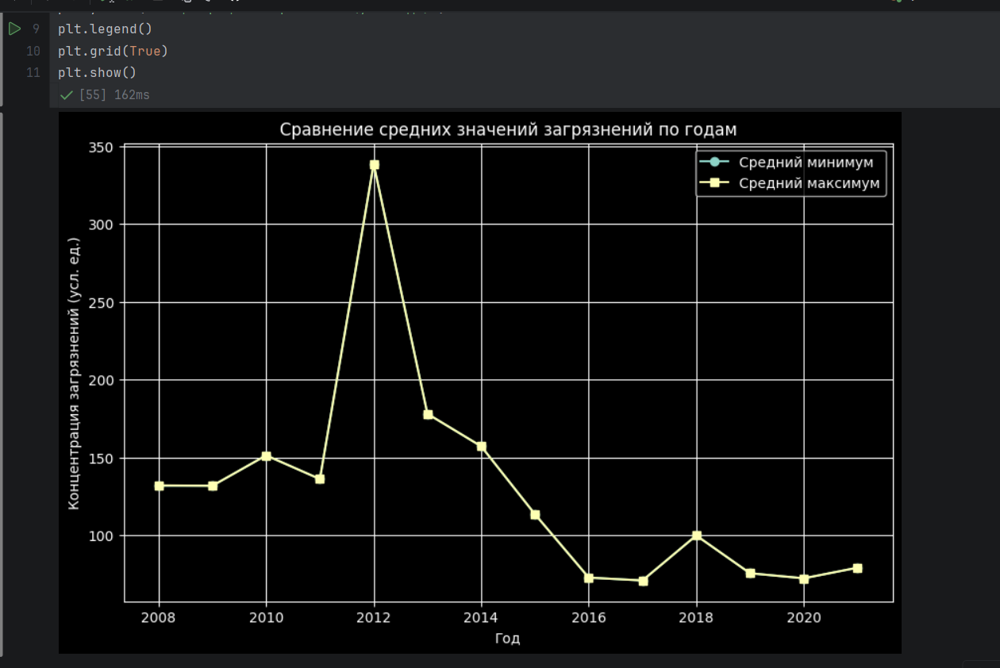 9 plt.legend()
10 plt.grid(True)
11 plt.show()
[55] 162ms
Сравнение средних значений загрязнений по годам
Средний минимум
Средний максимум
Концентрация загрязнений (усл. ед.)
350
300
250
200
150
100
2008 2010 2012 2014 2016 2018 2020
Год